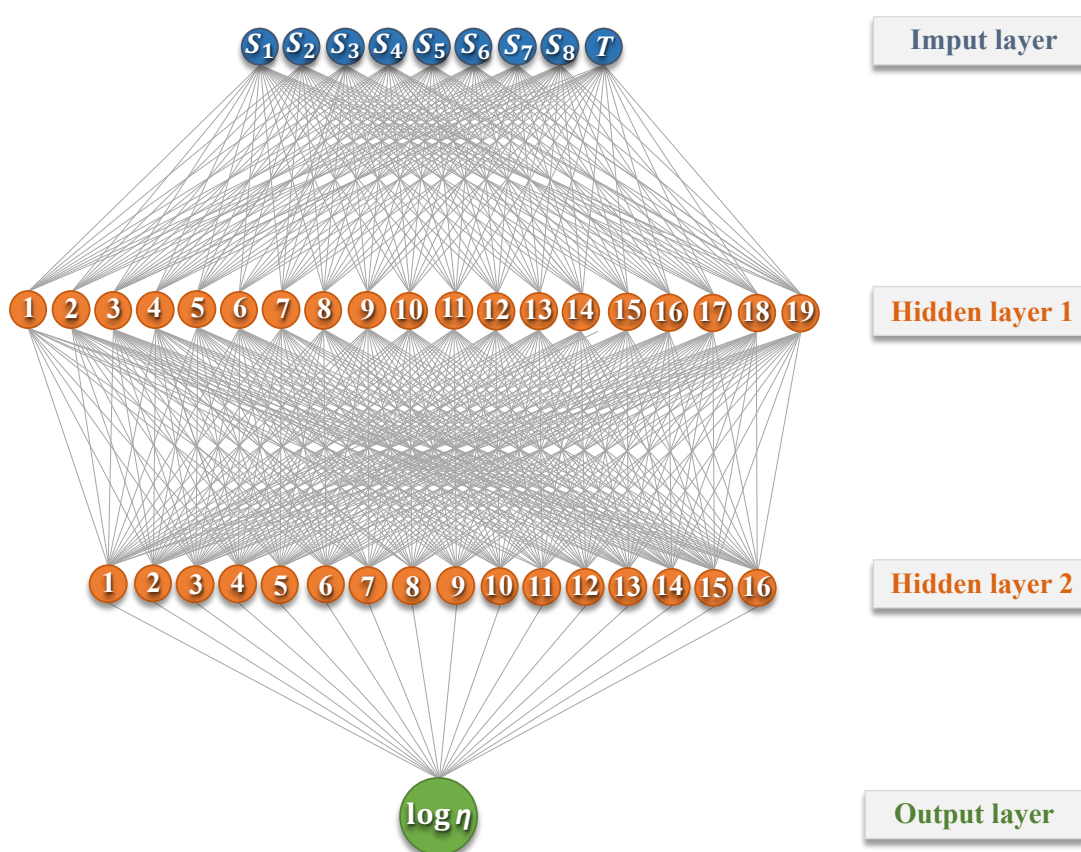 S₁ S₂ S₃ S₄ S₅ S₆ S₇ S₈ T
Imput layer
1 2 3 4 5 6 7 8 9 10 11 12 13 14 15 16 17 18 19
Hidden layer 1
1 2 3 4 5 6 7 8 9 10 11 12 13 14 15 16
Hidden layer 2
log η
Output layer